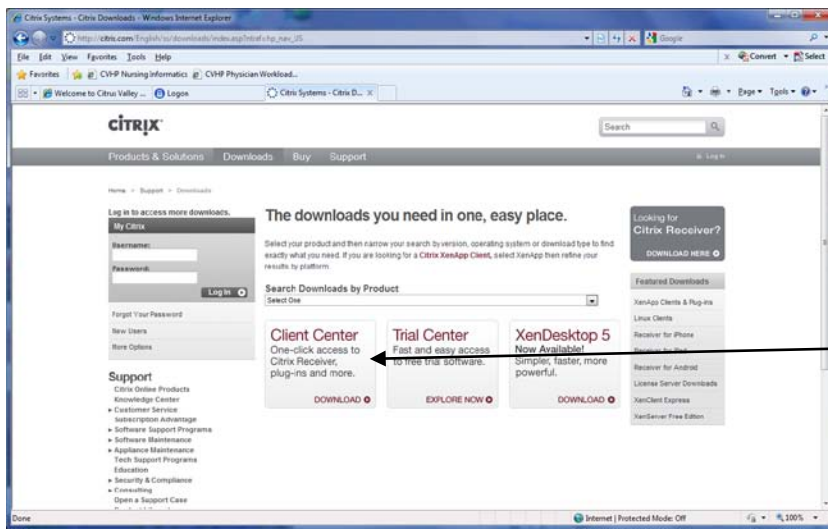 Citrix Systems - Citrix Downloads - Windows Internet Explorer
Google
File Edit View Favorites Tools Help
Convert
Select
Favorites
CVHP Nursing Informatics
CVHP Physician Workload...
Welcome to Citrus Valley ...
Logon
Citrix Systems - Citrix D...
Page
Tools
CİTRIX
Search
Products & Solutions Downloads Buy Support
Log In
Home > Support > Downloads
Log in to access more downloads.
My Citrix
Username:
Password:
Log In
Forgot Your Password
New Users
More Options
Support
Citrix Online Products
Knowledge Center
Customer Service
Subscription Advantage
Software Support Programs
Software Maintenance
Appliance Maintenance
Tech Support Programs
Education
Security & Compliance
Consulting
Open a Support Case
The downloads you need in one, easy place.
Select your product and then narrow your search by version, operating system or download type to find
exactly what you need. If you are looking for a Citrix XenApp Client, select XenApp then refine your
results by platform.
Search Downloads by Product
Select One
Client Center
One-click access to
Citrix Receiver,
plug-ins and more.
DOWNLOAD
Trial Center
Fast and easy access
to free trial software.
EXPLORE NOW
XenDesktop 5
Now Available!
Simpler, faster, more
powerful.
DOWNLOAD
Looking for
Citrix Receiver?
DOWNLOAD HERE
Featured Downloads
XenApp Clients & Plug-ins
Linux Clients
Receiver for iPhone
Receiver for Android
License Server Downloads
XenClient Express
XenServer Free Edition
Done
Internet | Protected Mode: Off
100%